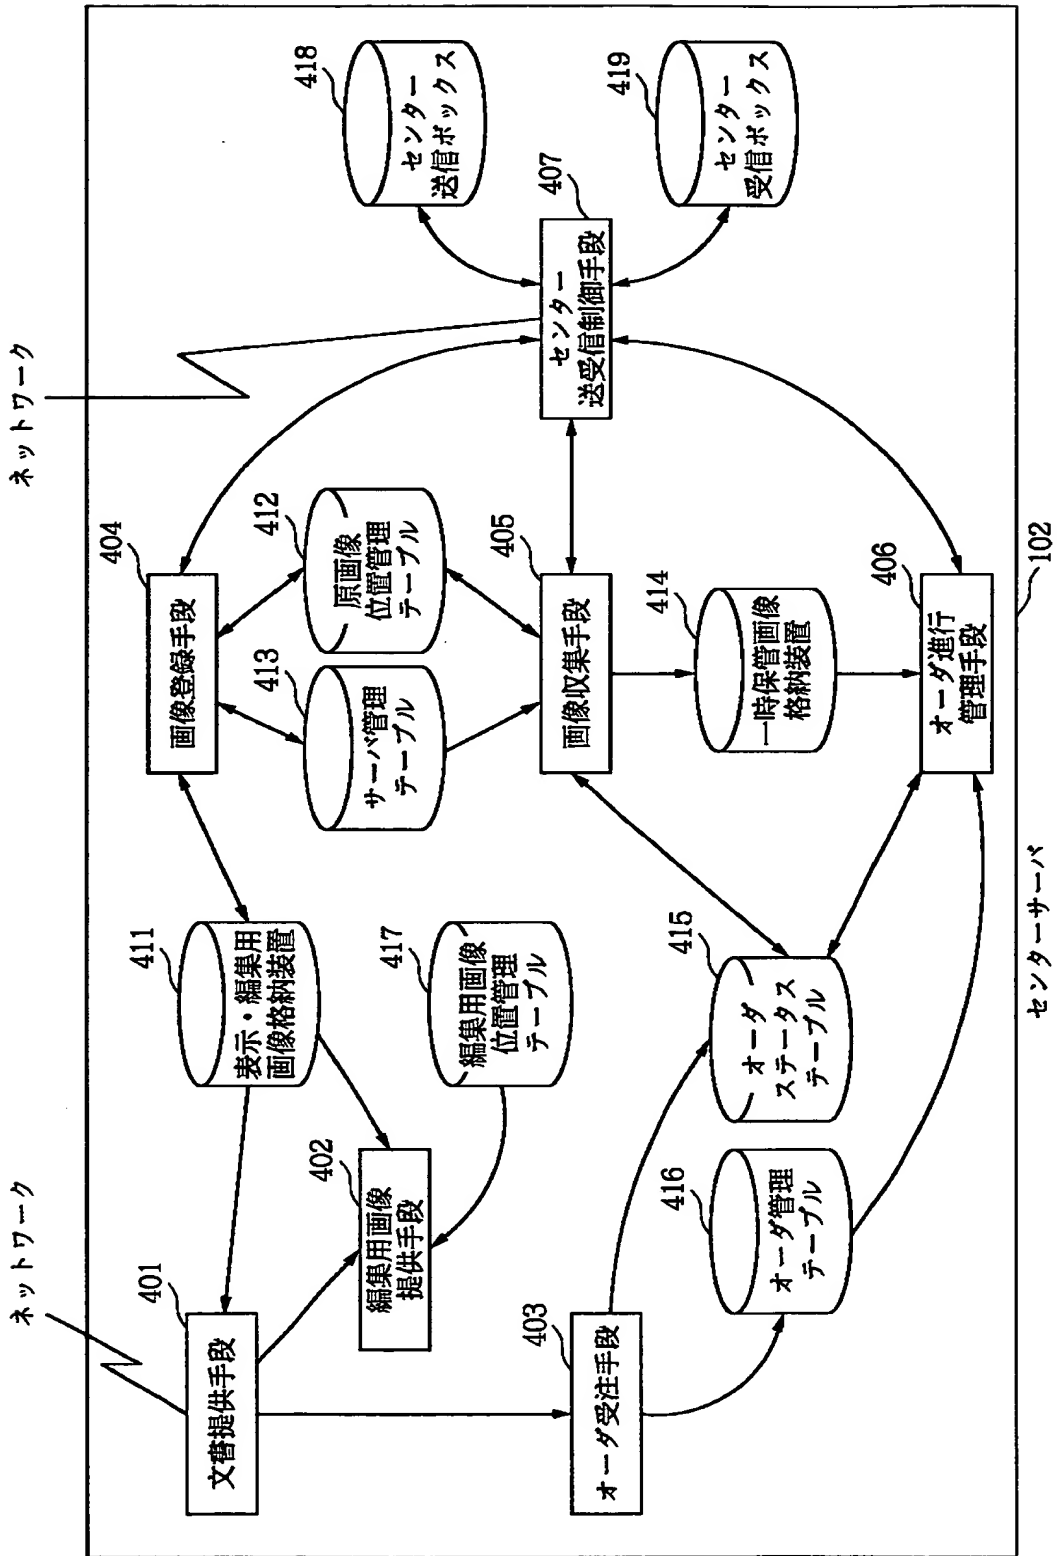 ネットワーク
ネットワーク
401
文書提供手段
411
表示・編集用
画像格納装置
404
画像登録手段
402
編集用画像
提供手段
417
編集用画像
位置管理
テーブル
413
サーバ管理
テーブル
412
原画像
位置管理
テーブル
418
センター
送信ボックス
403
オーダ受注手段
405
画像収集手段
407
センター
送受信制御手段
419
センター
受信ボックス
416
オーダ管理
テーブル
415
オーダ
ステータス
テーブル
414
一時保管画像
格納装置
406
オーダ進行
管理手段
102
センターサーバ